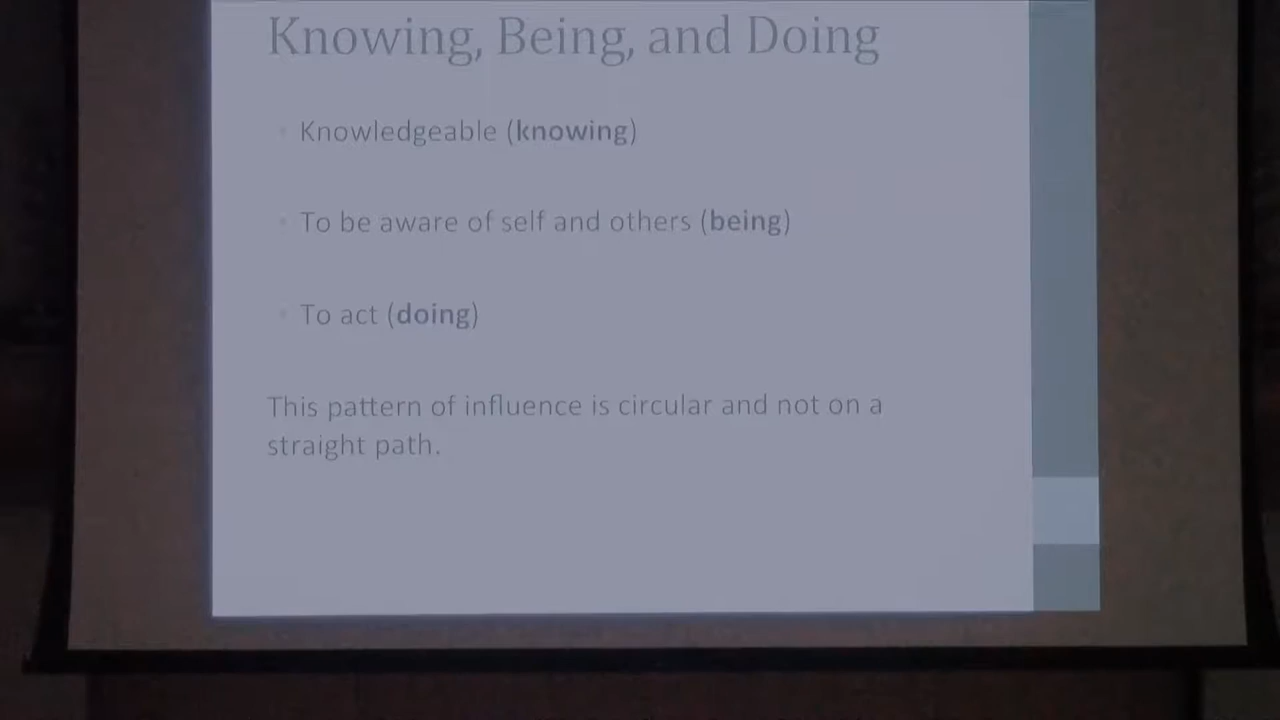 Knowing, Being, and Doing
• Knowledgeable (knowing)
• To be aware of self and others (being)
• To act (doing)
This pattern of influence is circular and not on a
straight path.